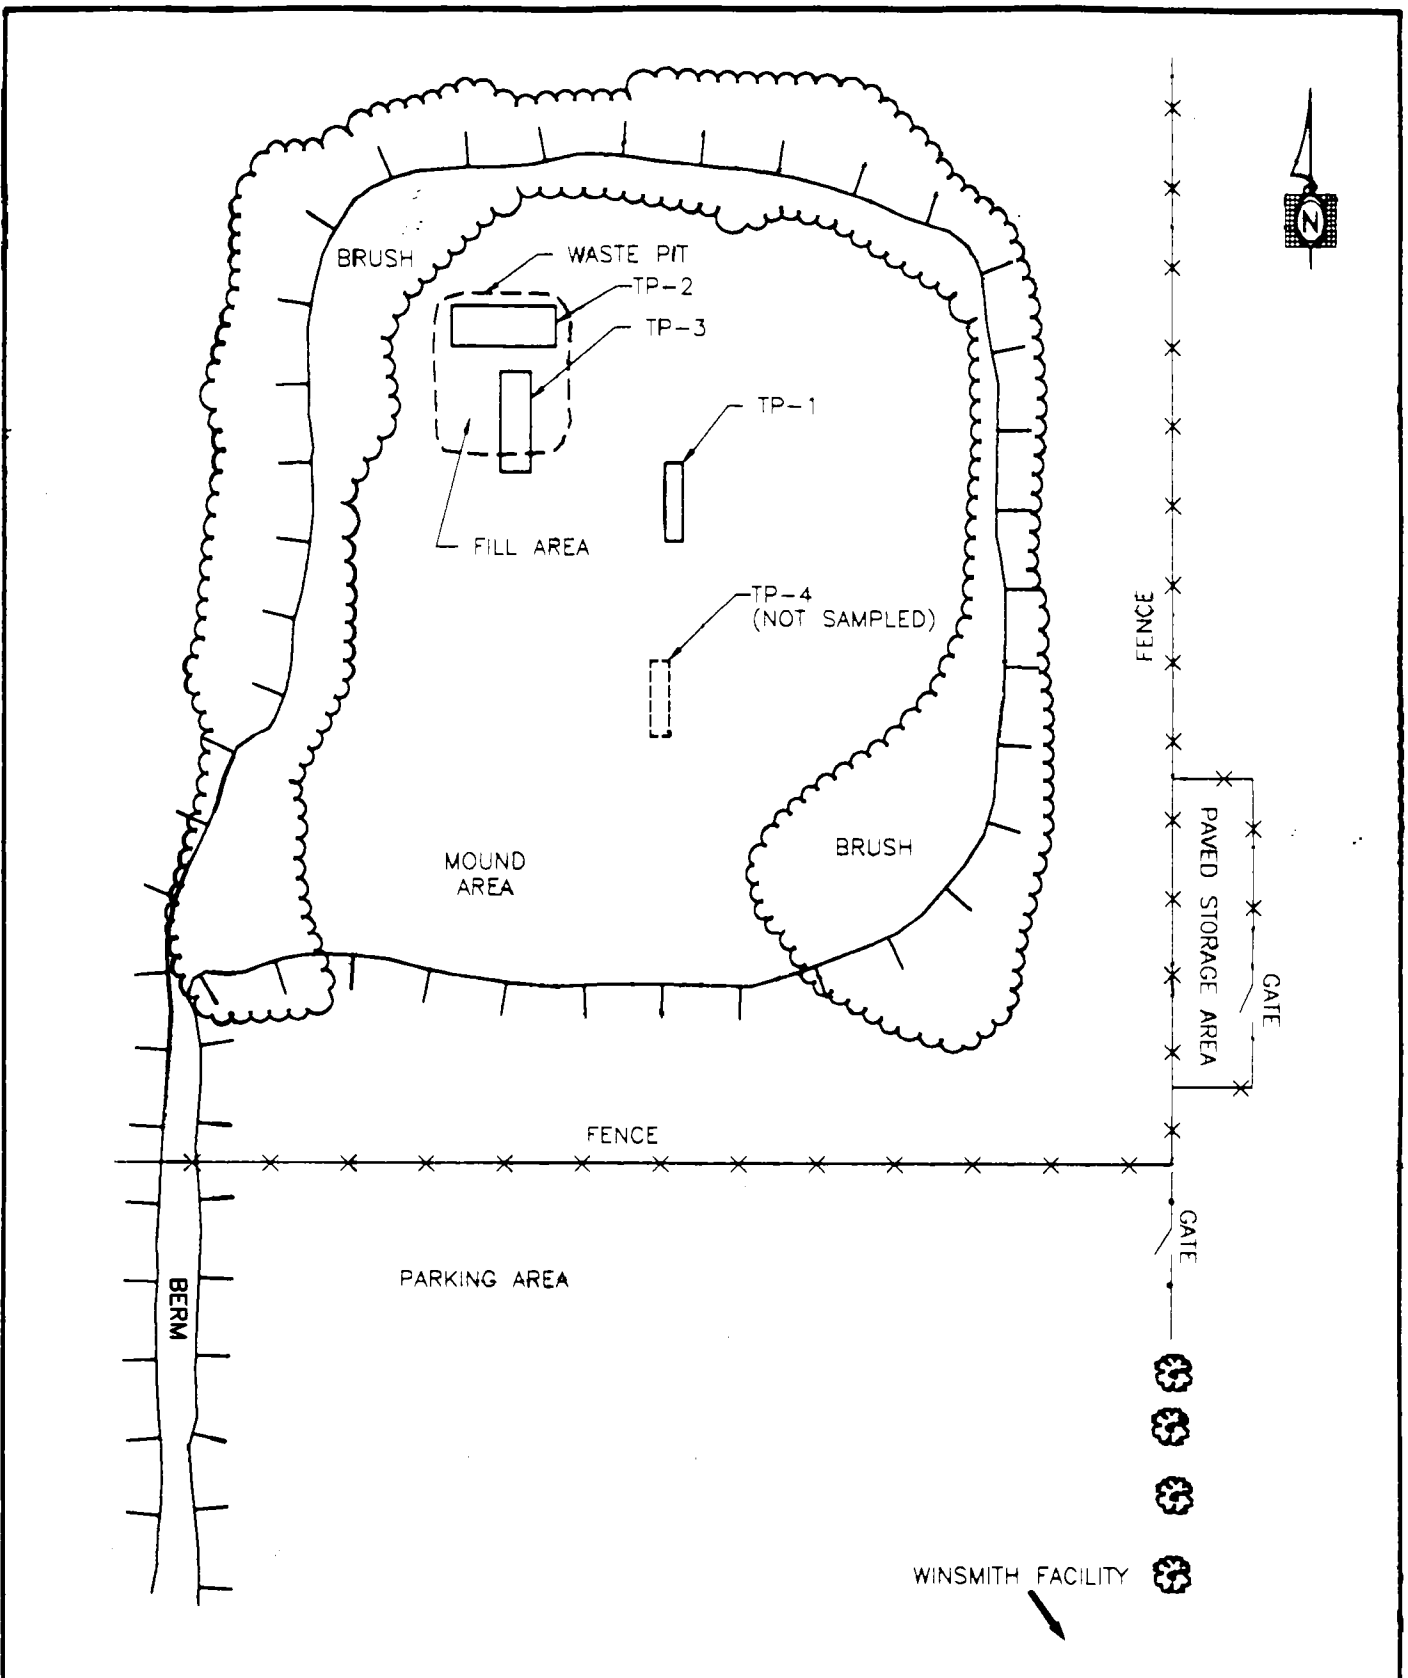 N
BRUSH
WASTE PIT
TP-2
TP-3
TP-1
FILL AREA
TP-4
(NOT SAMPLED)
FENCE
MOUND
AREA
BRUSH
PAVED STORAGE AREA
GATE
FENCE
GATE
PARKING AREA
BERM
WINSMITH FACILITY